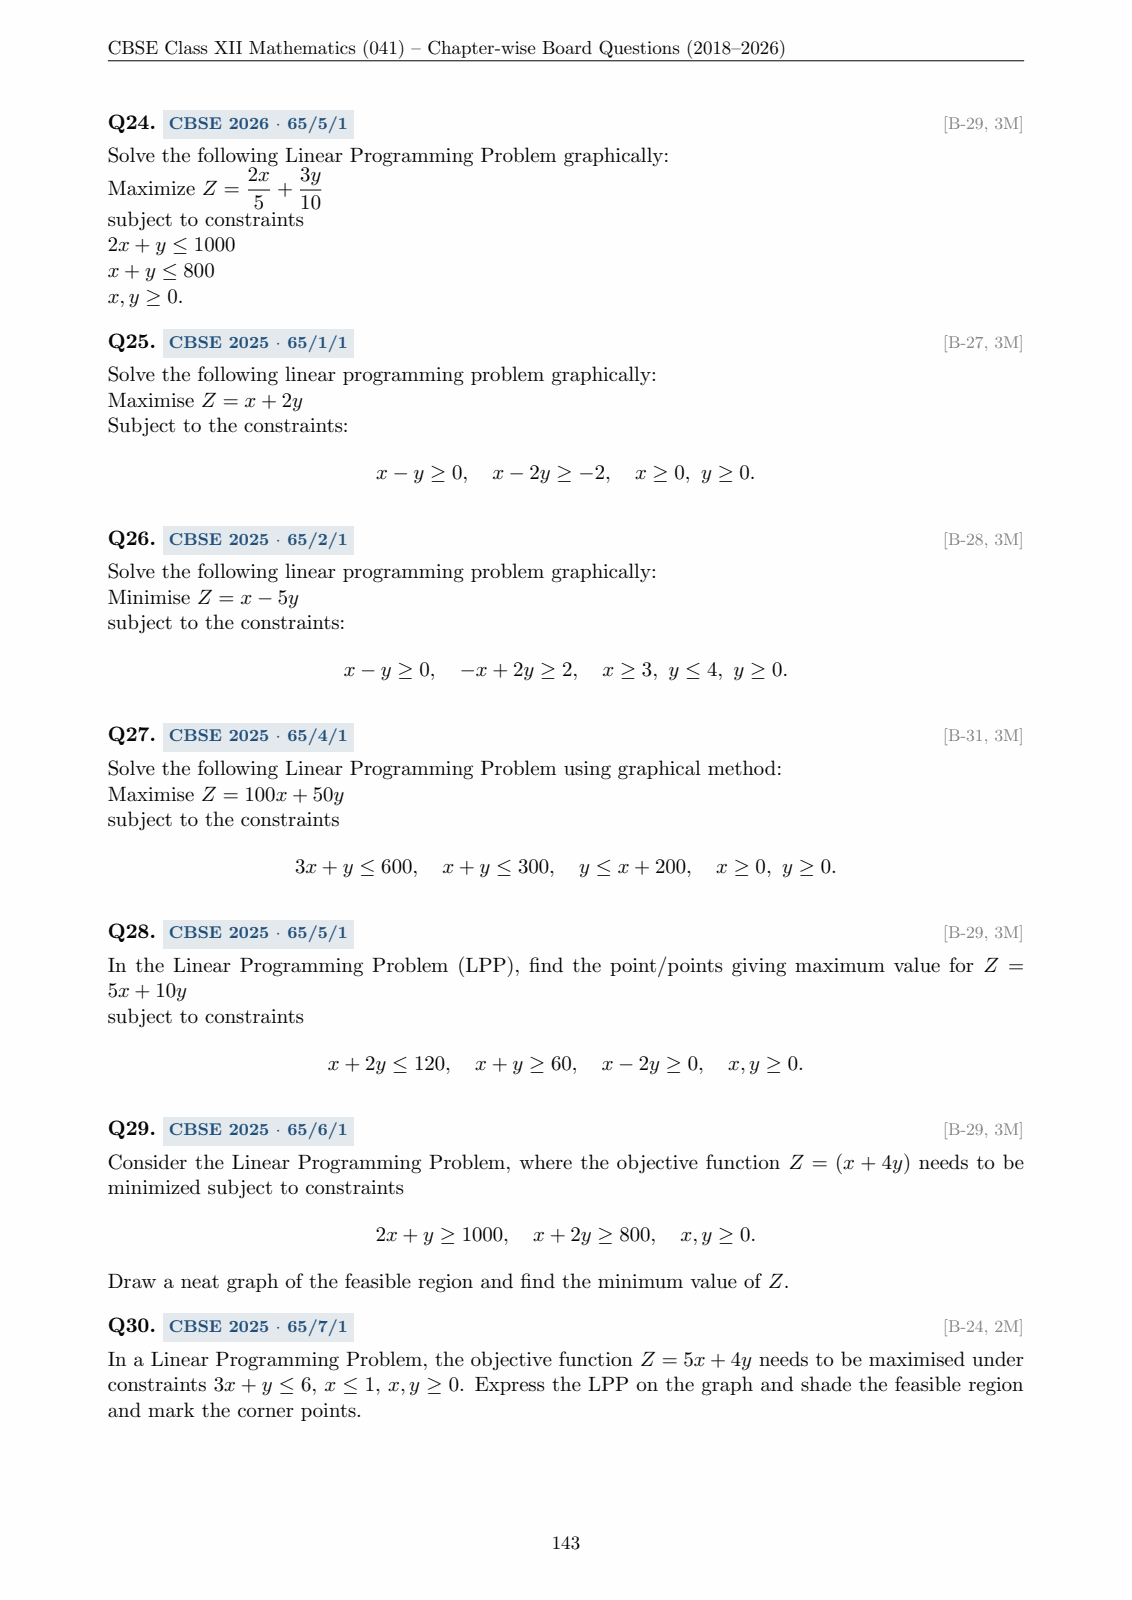 CBSE Class XII Mathematics (041) – Chapter-wise Board Questions (2018–2026)
Q24. CBSE 2026 · 65/5/1 [B-29, 3M]
Solve the following Linear Programming Problem graphically:
Maximize Z = 2x/5 + 3y/10
subject to constraints
2x + y ≤ 1000
x + y ≤ 800
x, y ≥ 0.
Q25. CBSE 2025 · 65/1/1 [B-27, 3M]
Solve the following linear programming problem graphically:
Maximise Z = x + 2y
Subject to the constraints:
x − y ≥ 0, x − 2y ≥ −2, x ≥ 0, y ≥ 0.
Q26. CBSE 2025 · 65/2/1 [B-28, 3M]
Solve the following linear programming problem graphically:
Minimise Z = x − 5y
subject to the constraints:
x − y ≥ 0, −x + 2y ≥ 2, x ≥ 3, y ≤ 4, y ≥ 0.
Q27. CBSE 2025 · 65/4/1 [B-31, 3M]
Solve the following Linear Programming Problem using graphical method:
Maximise Z = 100x + 50y
subject to the constraints
3x + y ≤ 600, x + y ≤ 300, y ≤ x + 200, x ≥ 0, y ≥ 0.
Q28. CBSE 2025 · 65/5/1 [B-29, 3M]
In the Linear Programming Problem (LPP), find the point/points giving maximum value for Z =
5x + 10y
subject to constraints
x + 2y ≤ 120, x + y ≥ 60, x − 2y ≥ 0, x, y ≥ 0.
Q29. CBSE 2025 · 65/6/1 [B-29, 3M]
Consider the Linear Programming Problem, where the objective function Z = (x + 4y) needs to be
minimized subject to constraints
2x + y ≥ 1000, x + 2y ≥ 800, x, y ≥ 0.
Draw a neat graph of the feasible region and find the minimum value of Z.
Q30. CBSE 2025 · 65/7/1 [B-24, 2M]
In a Linear Programming Problem, the objective function Z = 5x + 4y needs to be maximised under
constraints 3x + y ≤ 6, x ≤ 1, x, y ≥ 0. Express the LPP on the graph and shade the feasible region
and mark the corner points.
143